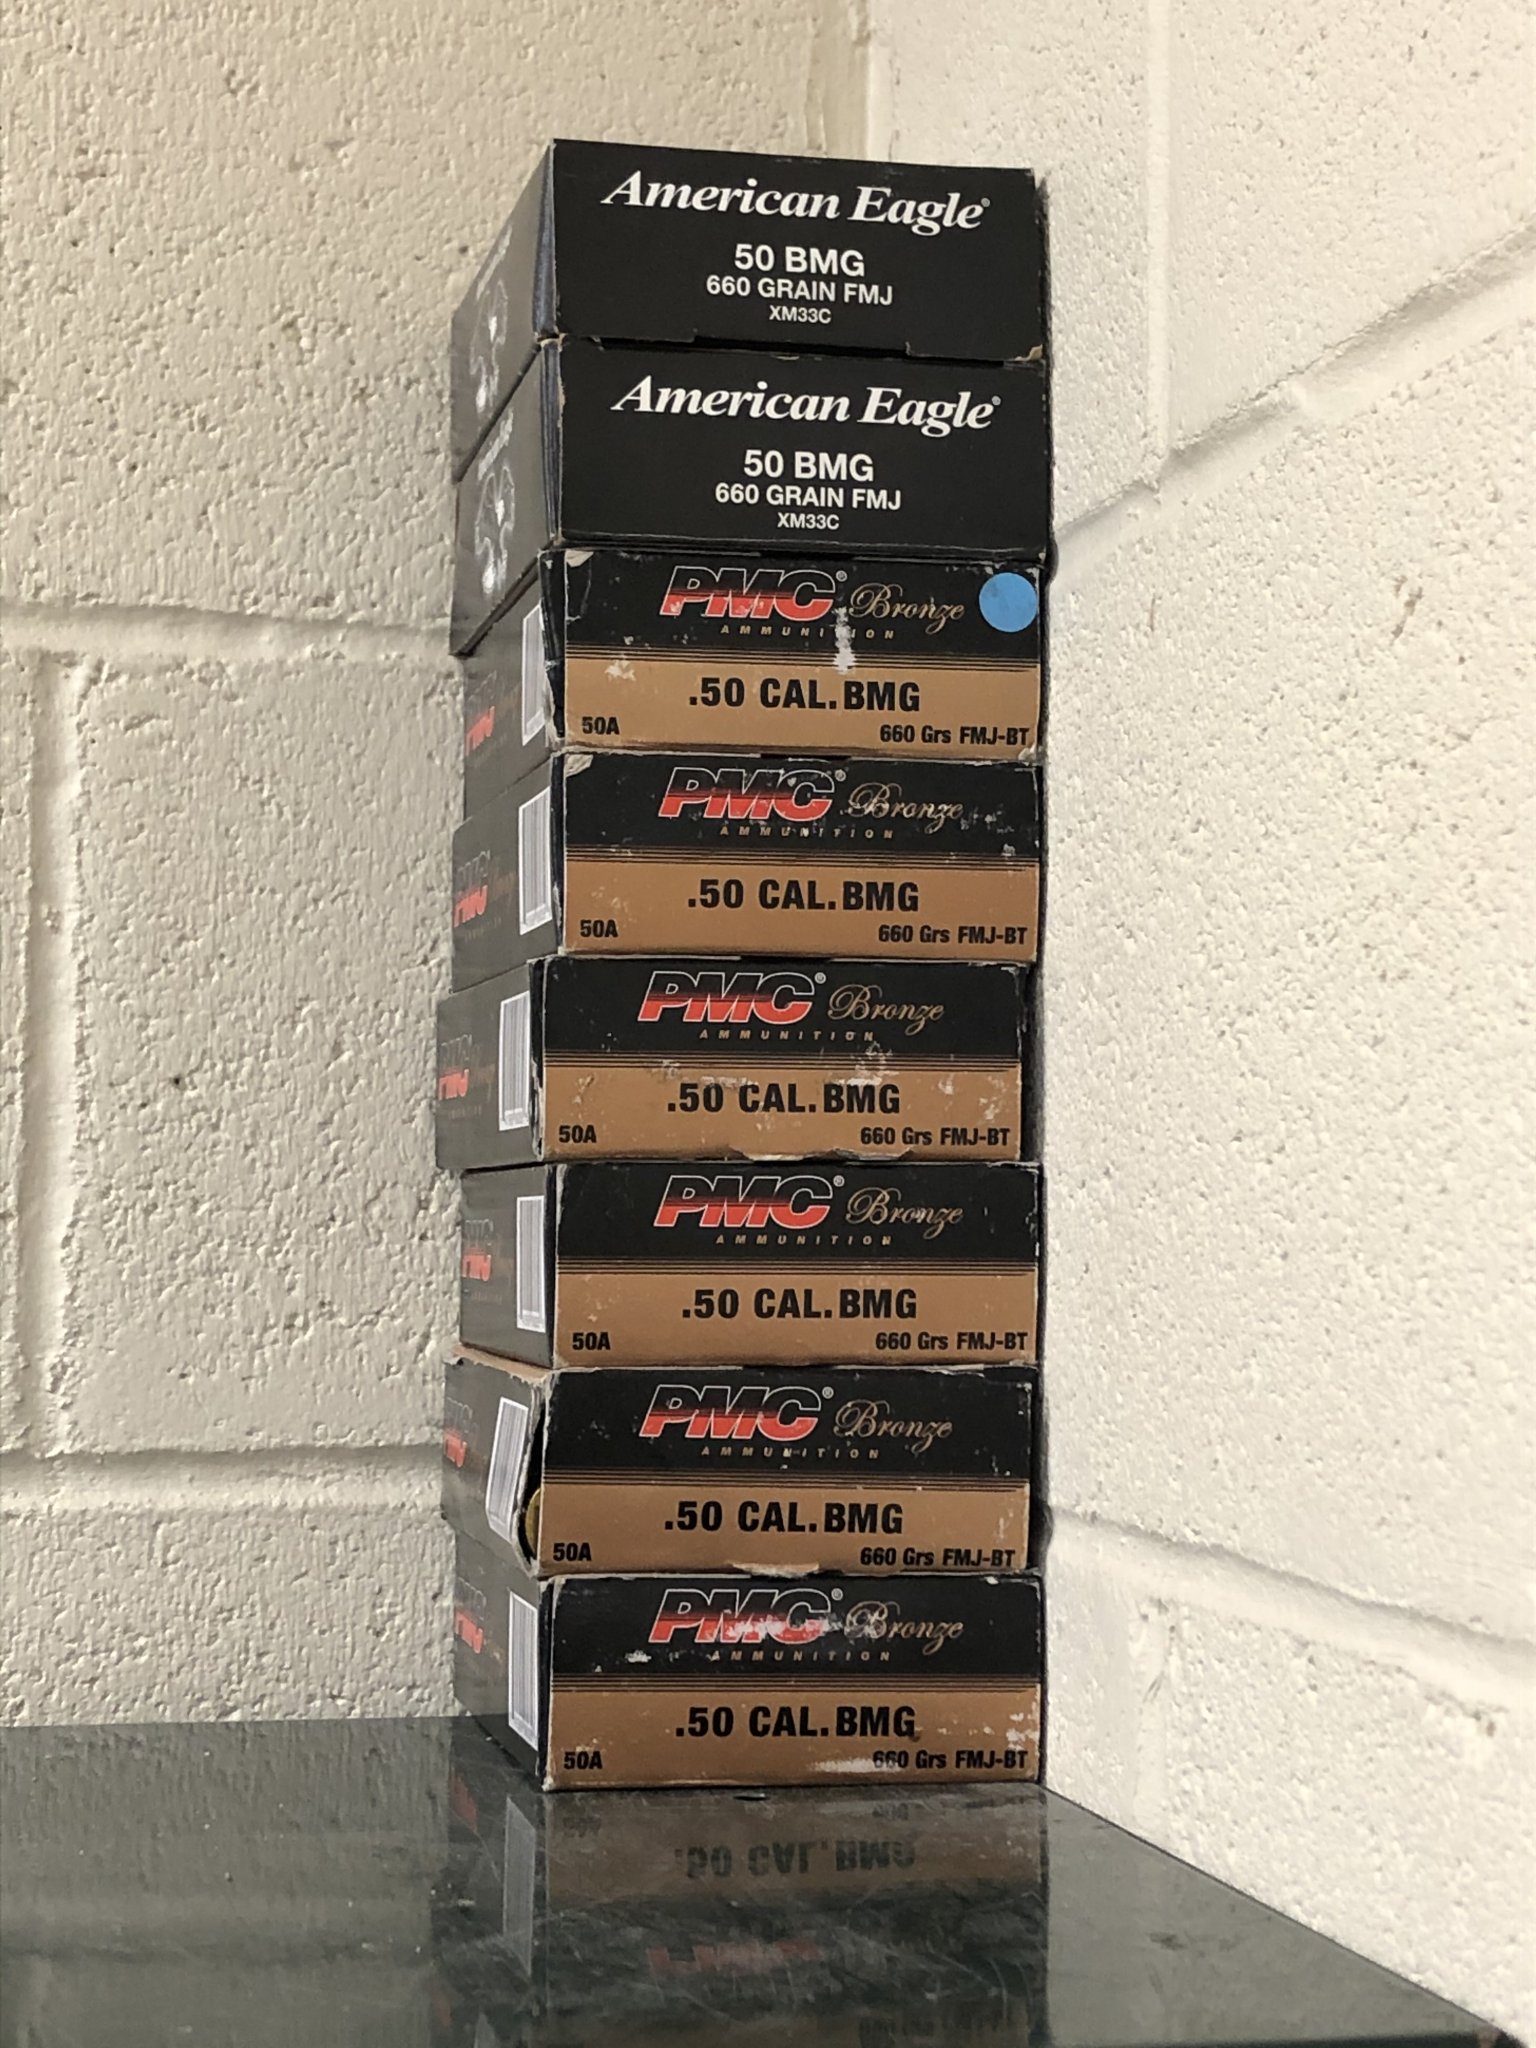 American Eagle®
50 BMG
660 GRAIN FMJ
XM33C
American Eagle®
50 BMG
660 GRAIN FMJ
XM33C
PMC® Bronze
AMMUNITION
.50 CAL. BMG
50A 660 Grs FMJ-BT
PMC® Bronze
AMMUNITION
.50 CAL. BMG
50A 660 Grs FMJ-BT
PMC® Bronze
AMMUNITION
.50 CAL. BMG
50A 660 Grs FMJ-BT
PMC® Bronze
AMMUNITION
.50 CAL. BMG
50A 660 Grs FMJ-BT
PMC® Bronze
AMMUNITION
.50 CAL. BMG
50A 660 Grs FMJ-BT
PMC® Bronze
AMMUNITION
.50 CAL. BMG
50A 660 Grs FMJ-BT